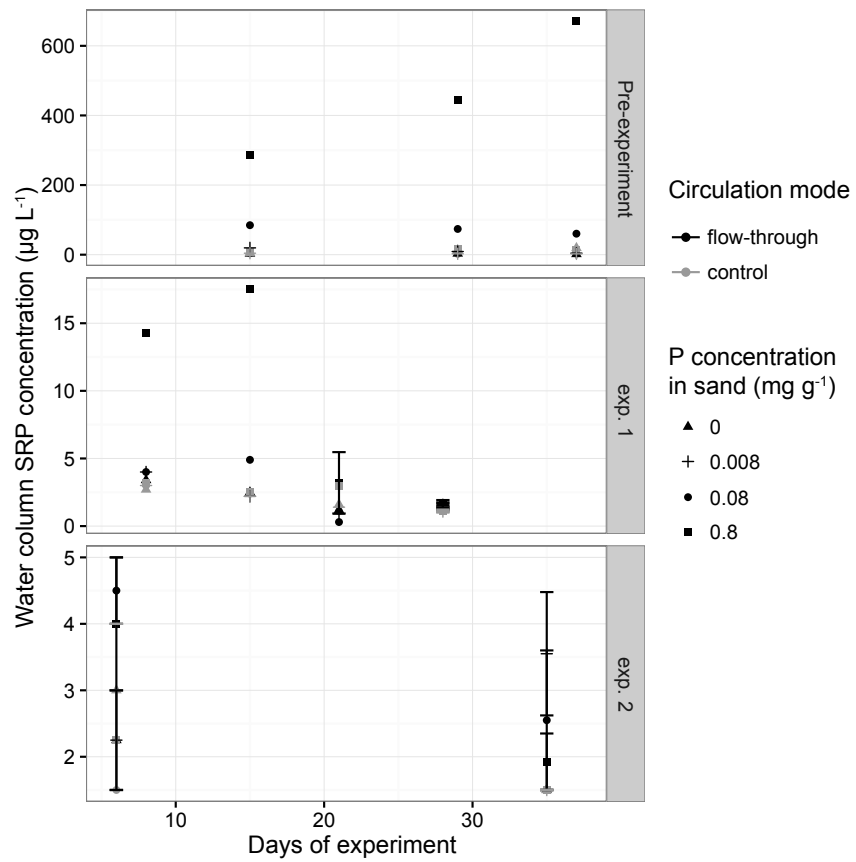 Water column SRP concentration (µg L-1)
600
400
200
0
Pre-experiment
15
10
5
0
exp. 1
5
4
3
2
exp. 2
10
20
30
Days of experiment
Circulation mode
flow-through
control
P concentration
in sand (mg g-1)
0
0.008
0.08
0.8